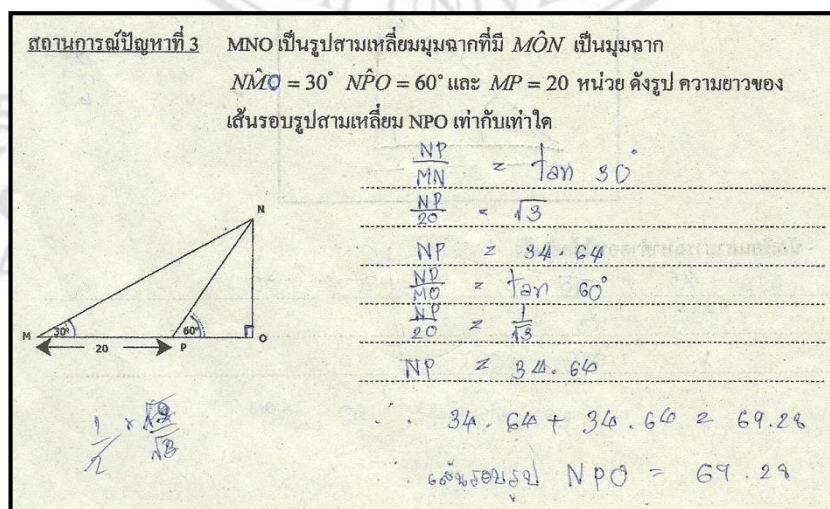 สถานการณ์ปัญหาที่ 3 MNO เป็นรูปสามเหลี่ยมมุมฉากที่มี MÔN เป็นมุมฉาก
NM̂O = 30° NP̂O = 60° และ MP = 20 หน่วย ดังรูป ความยาวของ
เส้นรอบรูปสามเหลี่ยม NPO เท่ากับเท่าใด
NP/MN = tan 30°
NP/20 = √3
NP = 34.64
NP/MO = tan 60°
NP/20 = 1/√3
NP = 34.64
∴ 34.64 + 34.64 = 69.28
เส้นรอบรูป NPO = 69.28
N
M 30° 60° O
20 P